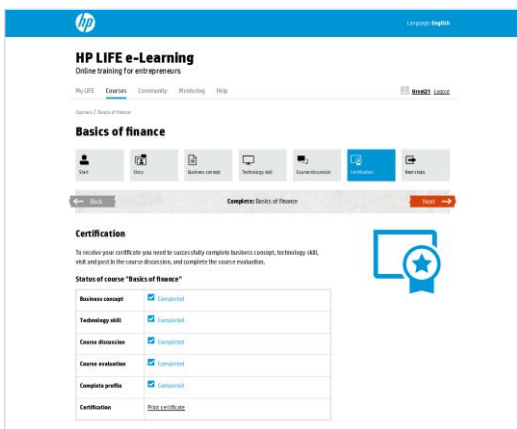 hp
Language: English
HP LIFE e-Learning
Online training for entrepreneurs
My LIFE Courses Community Mentoring Help
Logout
Courses / Basics of finance
Basics of finance
Start Story Business concept Technology skill Course discussion Certification Next steps
Back Complete: Basics of finance Next
Certification
To receive your certificate you need to successfully complete business concept, technology skill,
visit and post in the course discussion, and complete the course evaluation.
Status of course "Basics of finance"
Business concept Completed
Technology skill Completed
Course discussion Completed
Course evaluation Completed
Complete profile Completed
Certification Print certificate